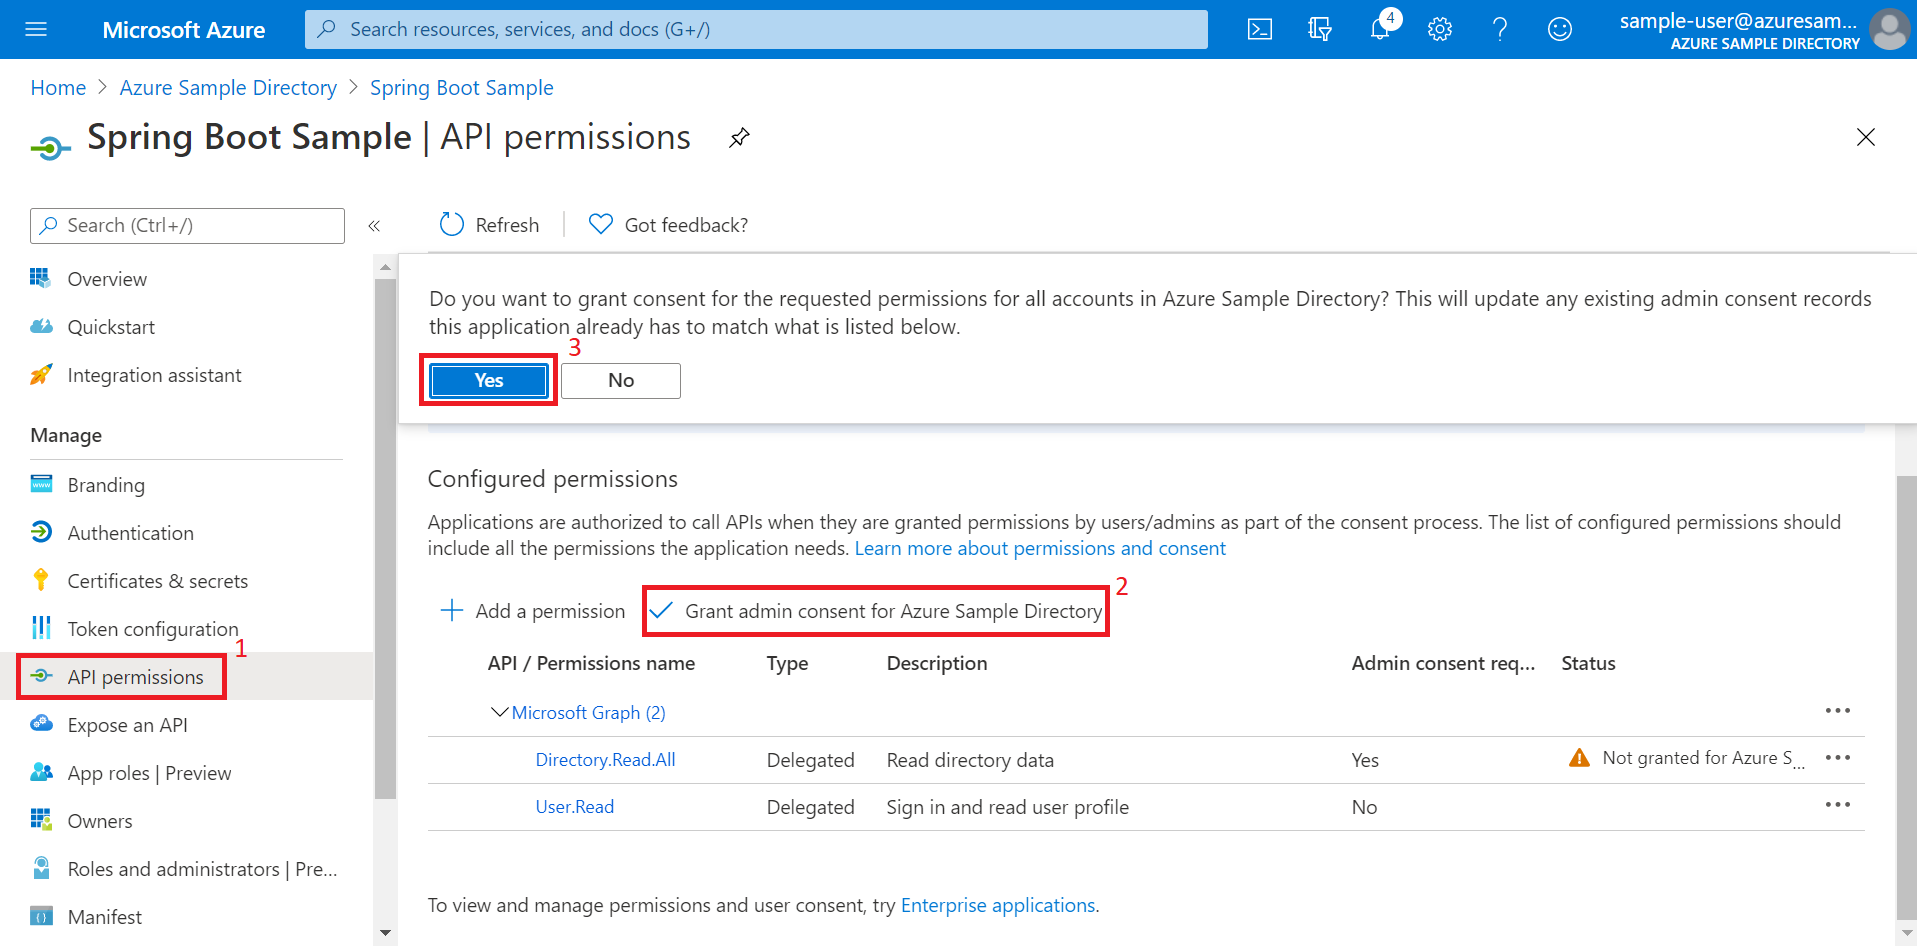 Microsoft Azure
Search resources, services, and docs (G+/)
4
sample-user@azuresam...
AZURE SAMPLE DIRECTORY
Home > Azure Sample Directory > Spring Boot Sample
Spring Boot Sample | API permissions
Search (Ctrl+/)
«
Refresh
Got feedback?
Overview
Quickstart
Integration assistant
Manage
Branding
Authentication
Certificates & secrets
Token configuration
1
API permissions
Expose an API
App roles | Preview
Owners
Roles and administrators | Pre...
Manifest
Do you want to grant consent for the requested permissions for all accounts in Azure Sample Directory? This will update any existing admin consent records
this application already has to match what is listed below.
3
Yes
No
Configured permissions
Applications are authorized to call APIs when they are granted permissions by users/admins as part of the consent process. The list of configured permissions should
include all the permissions the application needs. Learn more about permissions and consent
2
Add a permission
Grant admin consent for Azure Sample Directory
API / Permissions name Type Description Admin consent req... Status
Microsoft Graph (2)
Directory.Read.All Delegated Read directory data Yes Not granted for Azure S...
User.Read Delegated Sign in and read user profile No
To view and manage permissions and user consent, try Enterprise applications.